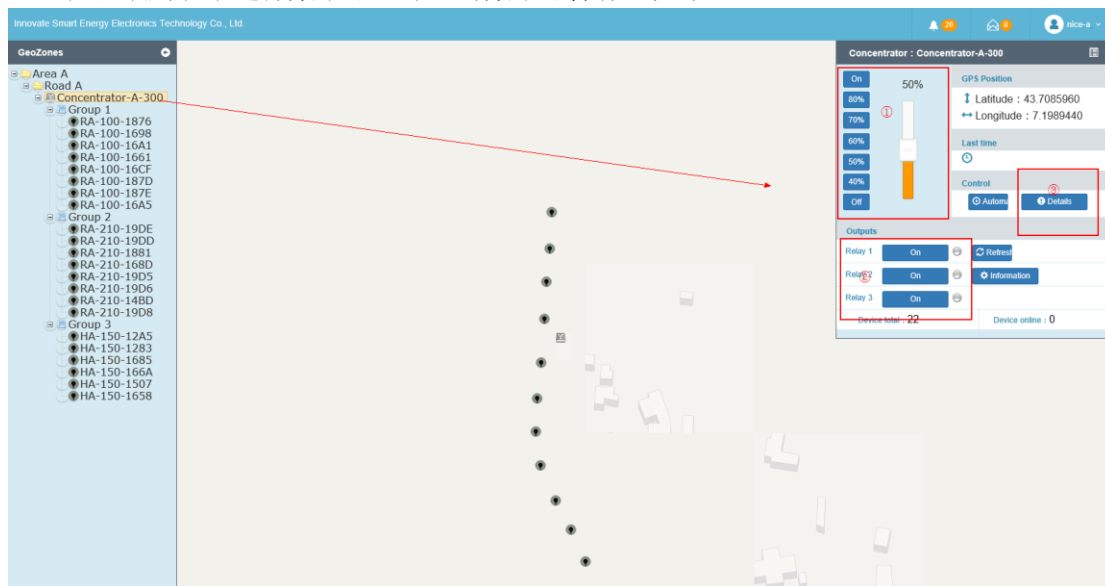 Innovate Smart Energy Electronics Technology Co., Ltd.
26
0
nice-a
GeoZones
Area A
Road A
Concentrator-A-300
Group 1
RA-100-1876
RA-100-1698
RA-100-16A1
RA-100-1661
RA-100-16CF
RA-100-187D
RA-100-187E
RA-100-16A5
Group 2
RA-210-19DE
RA-210-19DD
RA-210-1881
RA-210-168D
RA-210-19D5
RA-210-19D6
RA-210-14BD
RA-210-19D8
Group 3
HA-150-12A5
HA-150-1283
HA-150-1685
HA-150-166A
HA-150-1507
HA-150-1658
Concentrator : Concentrator-A-300
On
80%
70%
60%
50%
40%
Off
50%
①
GPS Position
Latitude : 43.7085960
Longitude : 7.1989440
Last time
Control
③
Automa
Details
Outputs
Relay 1 On Refresh
Relay 2 On Information
②
Relay 3 On
Device total : 22 Device online : 0